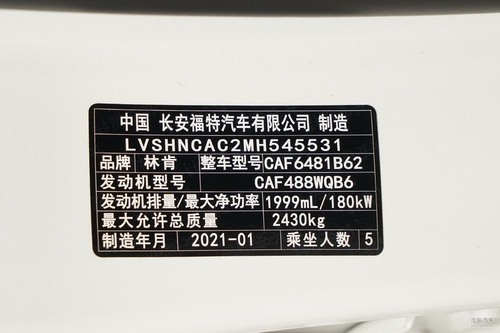 中国 长安福特汽车有限公司 制造
LVSHNCAC2MH545531
品牌 林肯 整车型号 CAF6481B62
发动机型号 CAF488WQB6
发动机排量/最大净功率 1999mL/180kW
最大允许总质量 2430kg
制造年月 2021-01 乘坐人数 5